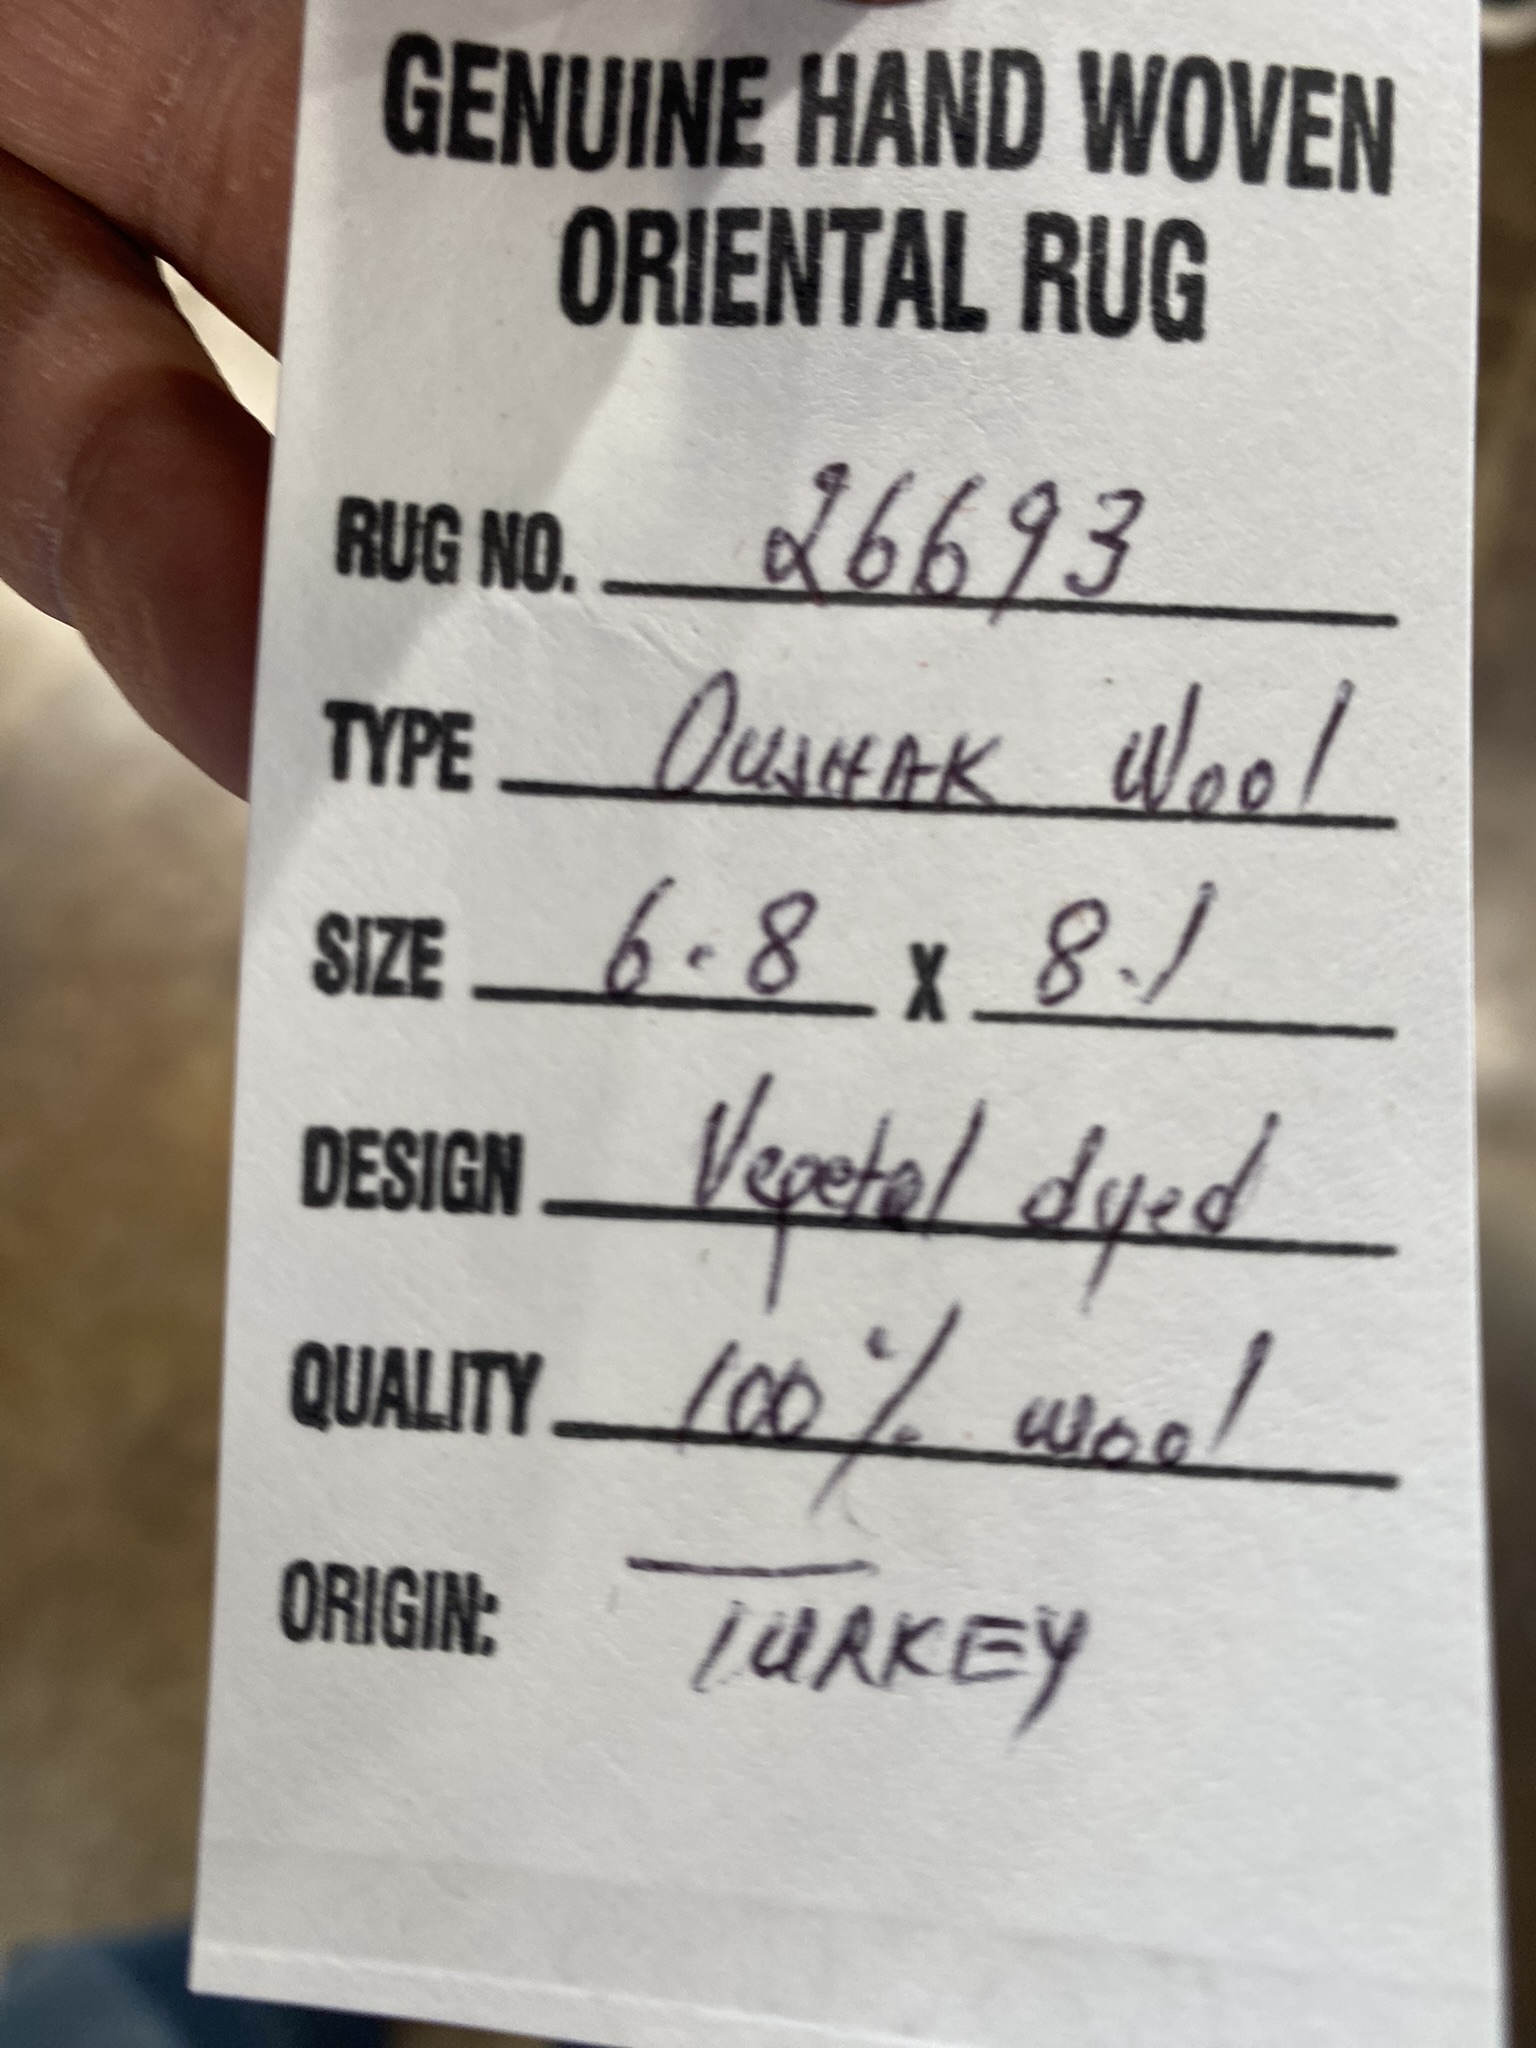 GENUINE HAND WOVEN
ORIENTAL RUG
RUG NO. 26693
TYPE OUSHAK Wool
SIZE 6.8 X 8.1
DESIGN Vegetal dyed
QUALITY 100% wool
ORIGIN: TURKEY